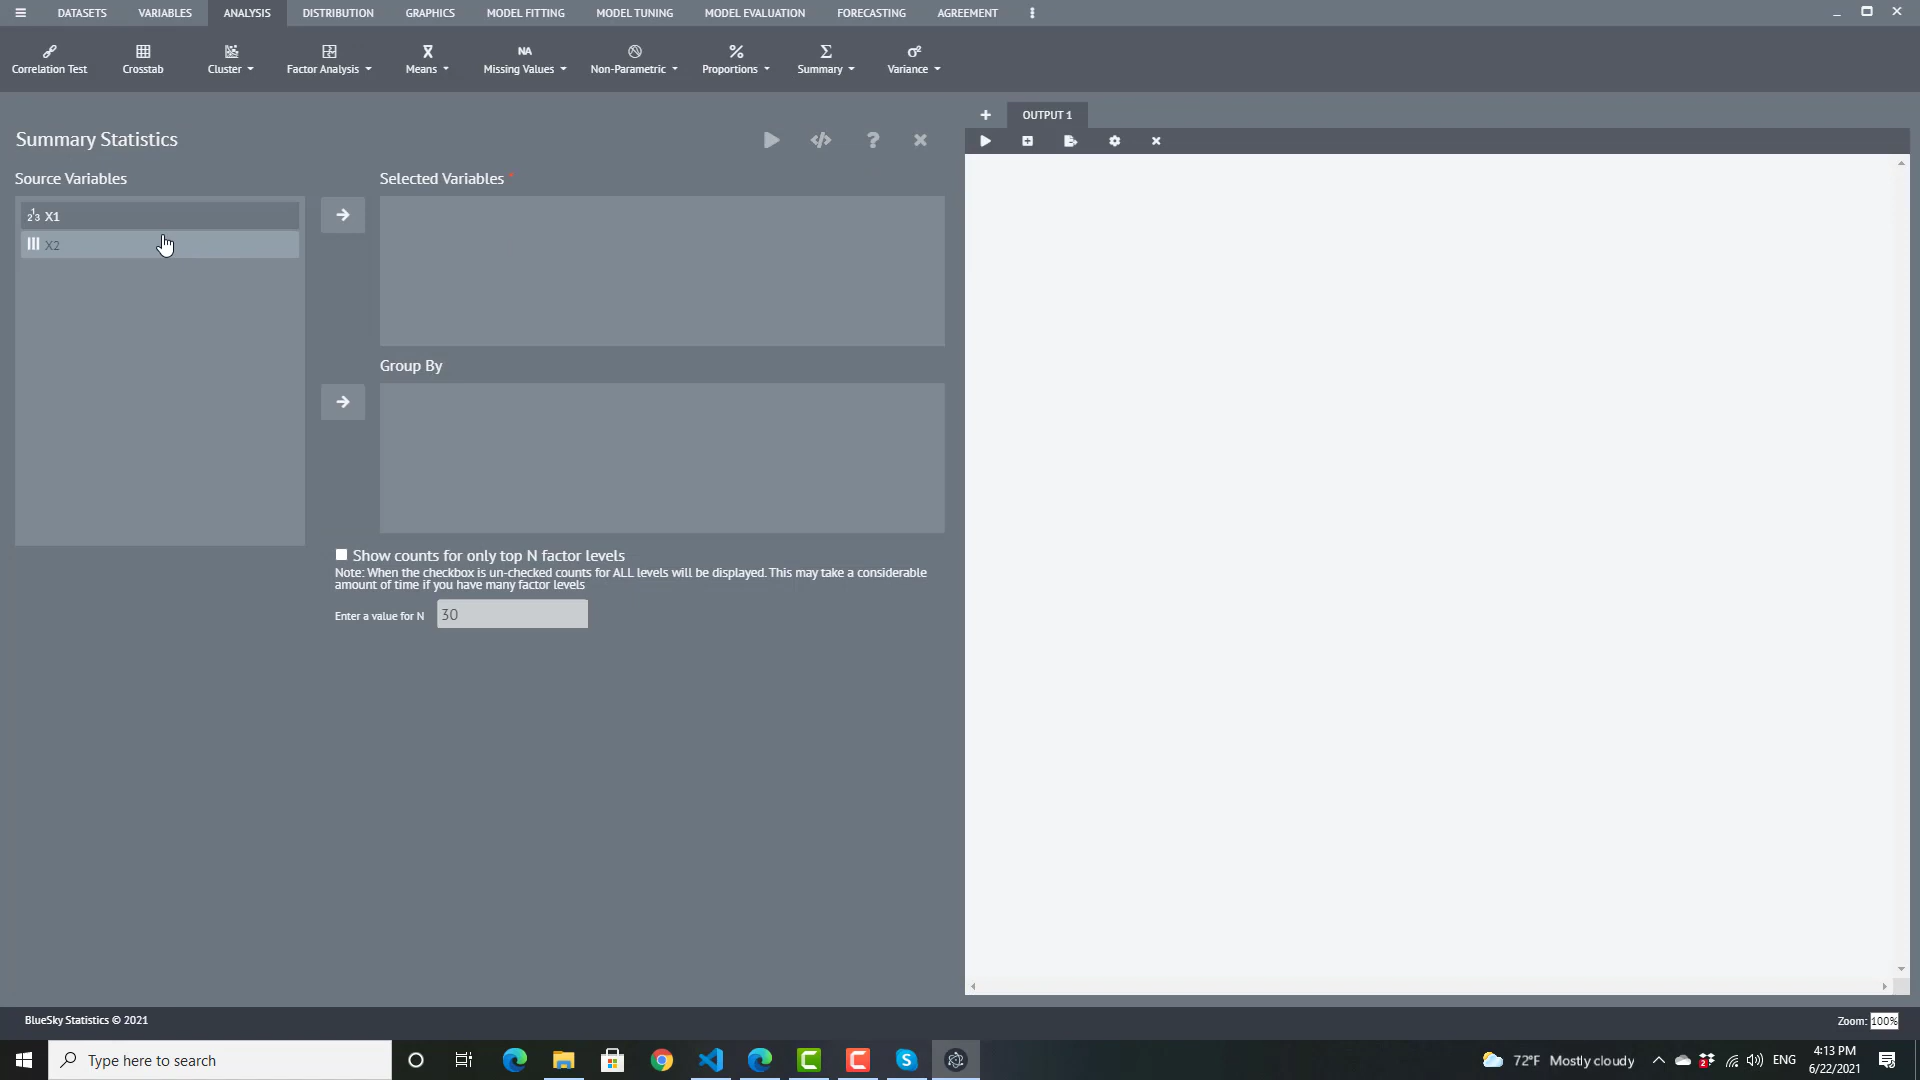 DATASETS VARIABLES ANALYSIS DISTRIBUTION GRAPHICS MODEL FITTING MODEL TUNING MODEL EVALUATION FORECASTING AGREEMENT
Correlation Test Crosstab Cluster Factor Analysis Means NA Missing Values Non-Parametric Proportions Summary Variance
OUTPUT 1
Summary Statistics
Source Variables
X1
X2
Selected Variables *
Group By
Show counts for only top N factor levels
Note: When the checkbox is un-checked counts for ALL levels will be displayed. This may take a considerable
amount of time if you have many factor levels
Enter a value for N 30
BlueSky Statistics © 2021
Zoom: 100%
Type here to search
72°F Mostly cloudy
ENG
4:13 PM
6/22/2021